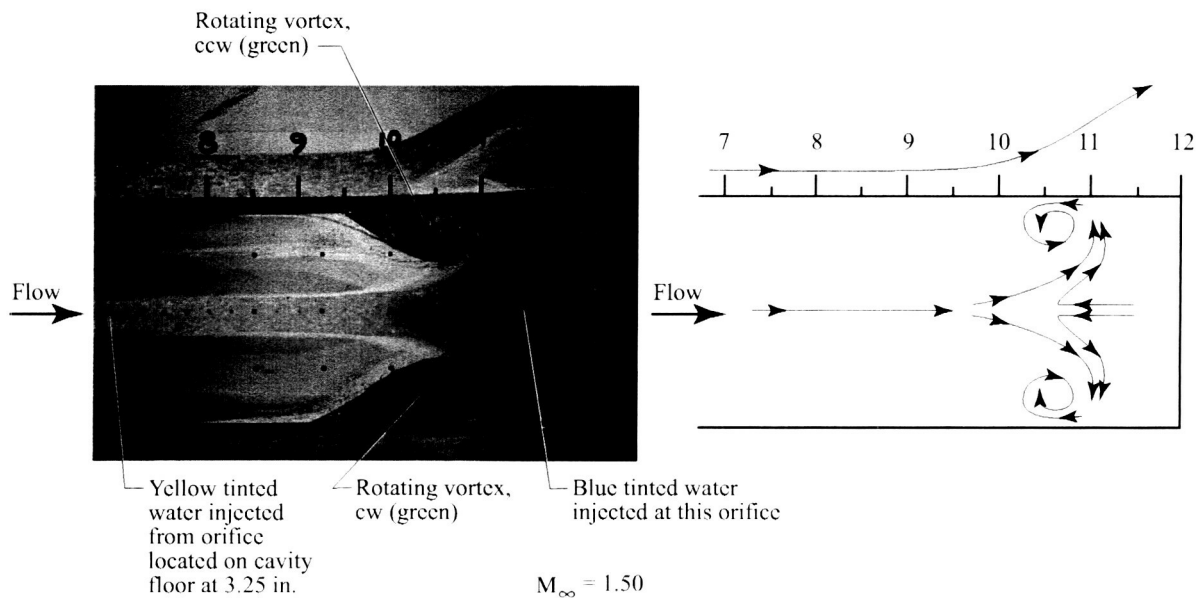 Rotating vortex,
ccw (green)
8 9 10
7 8 9 10 11 12
Flow
Flow
Yellow tinted
water injected
from orifice
located on cavity
floor at 3.25 in.
Rotating vortex,
cw (green)
Blue tinted water
injected at this orifice
M∞ = 1.50